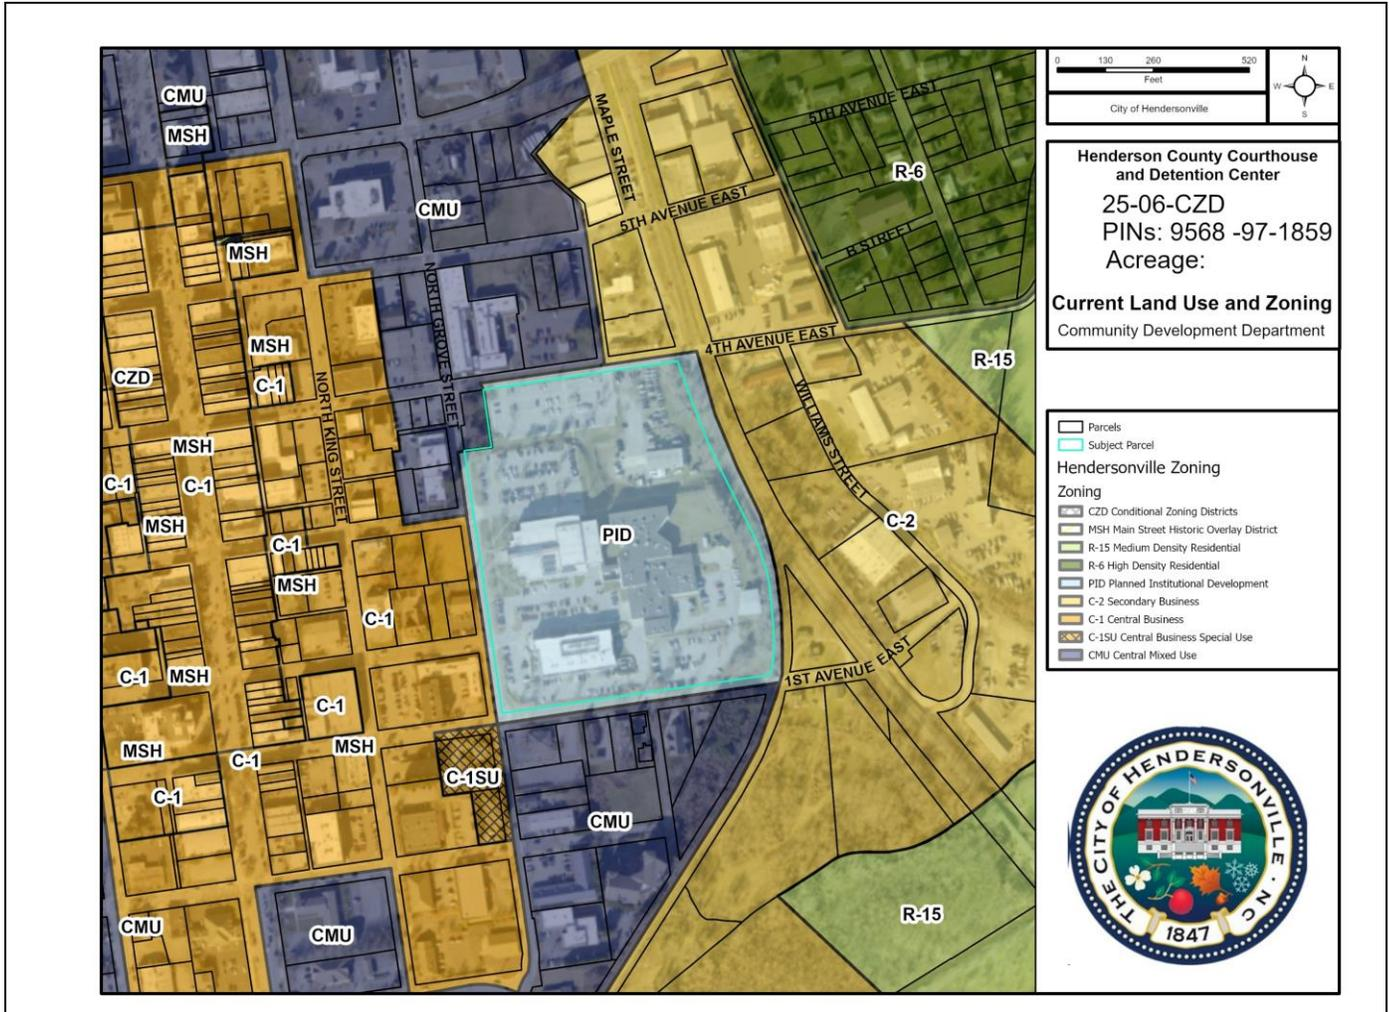 CMU
MSH
MAPLE STREET
5TH AVENUE EAST
R-6
CMU
5TH AVENUE EAST
B STREET
MSH
NORTH GROVE STREET
MSH
4TH AVENUE EAST
R-15
CZD
C-1
NORTH KING STREET
WILLIAMS STREET
MSH
C-1
C-1
MSH
C-2
PID
C-1
MSH
C-1
1ST AVENUE EAST
C-1
MSH
C-1
MSH
MSH
C-1
C-1SU
C-1
CMU
R-15
CMU
CMU
0 130 260 520
Feet
N
W E
S
City of Hendersonville
Henderson County Courthouse
and Detention Center
25-06-CZD
PINs: 9568 -97-1859
Acreage:
Current Land Use and Zoning
Community Development Department
Parcels
Subject Parcel
Hendersonville Zoning
Zoning
CZD Conditional Zoning Districts
MSH Main Street Historic Overlay District
R-15 Medium Density Residential
R-6 High Density Residential
PID Planned Institutional Development
C-2 Secondary Business
C-1 Central Business
C-1SU Central Business Special Use
CMU Central Mixed Use
THE CITY OF HENDERSONVILLE · NC
1847